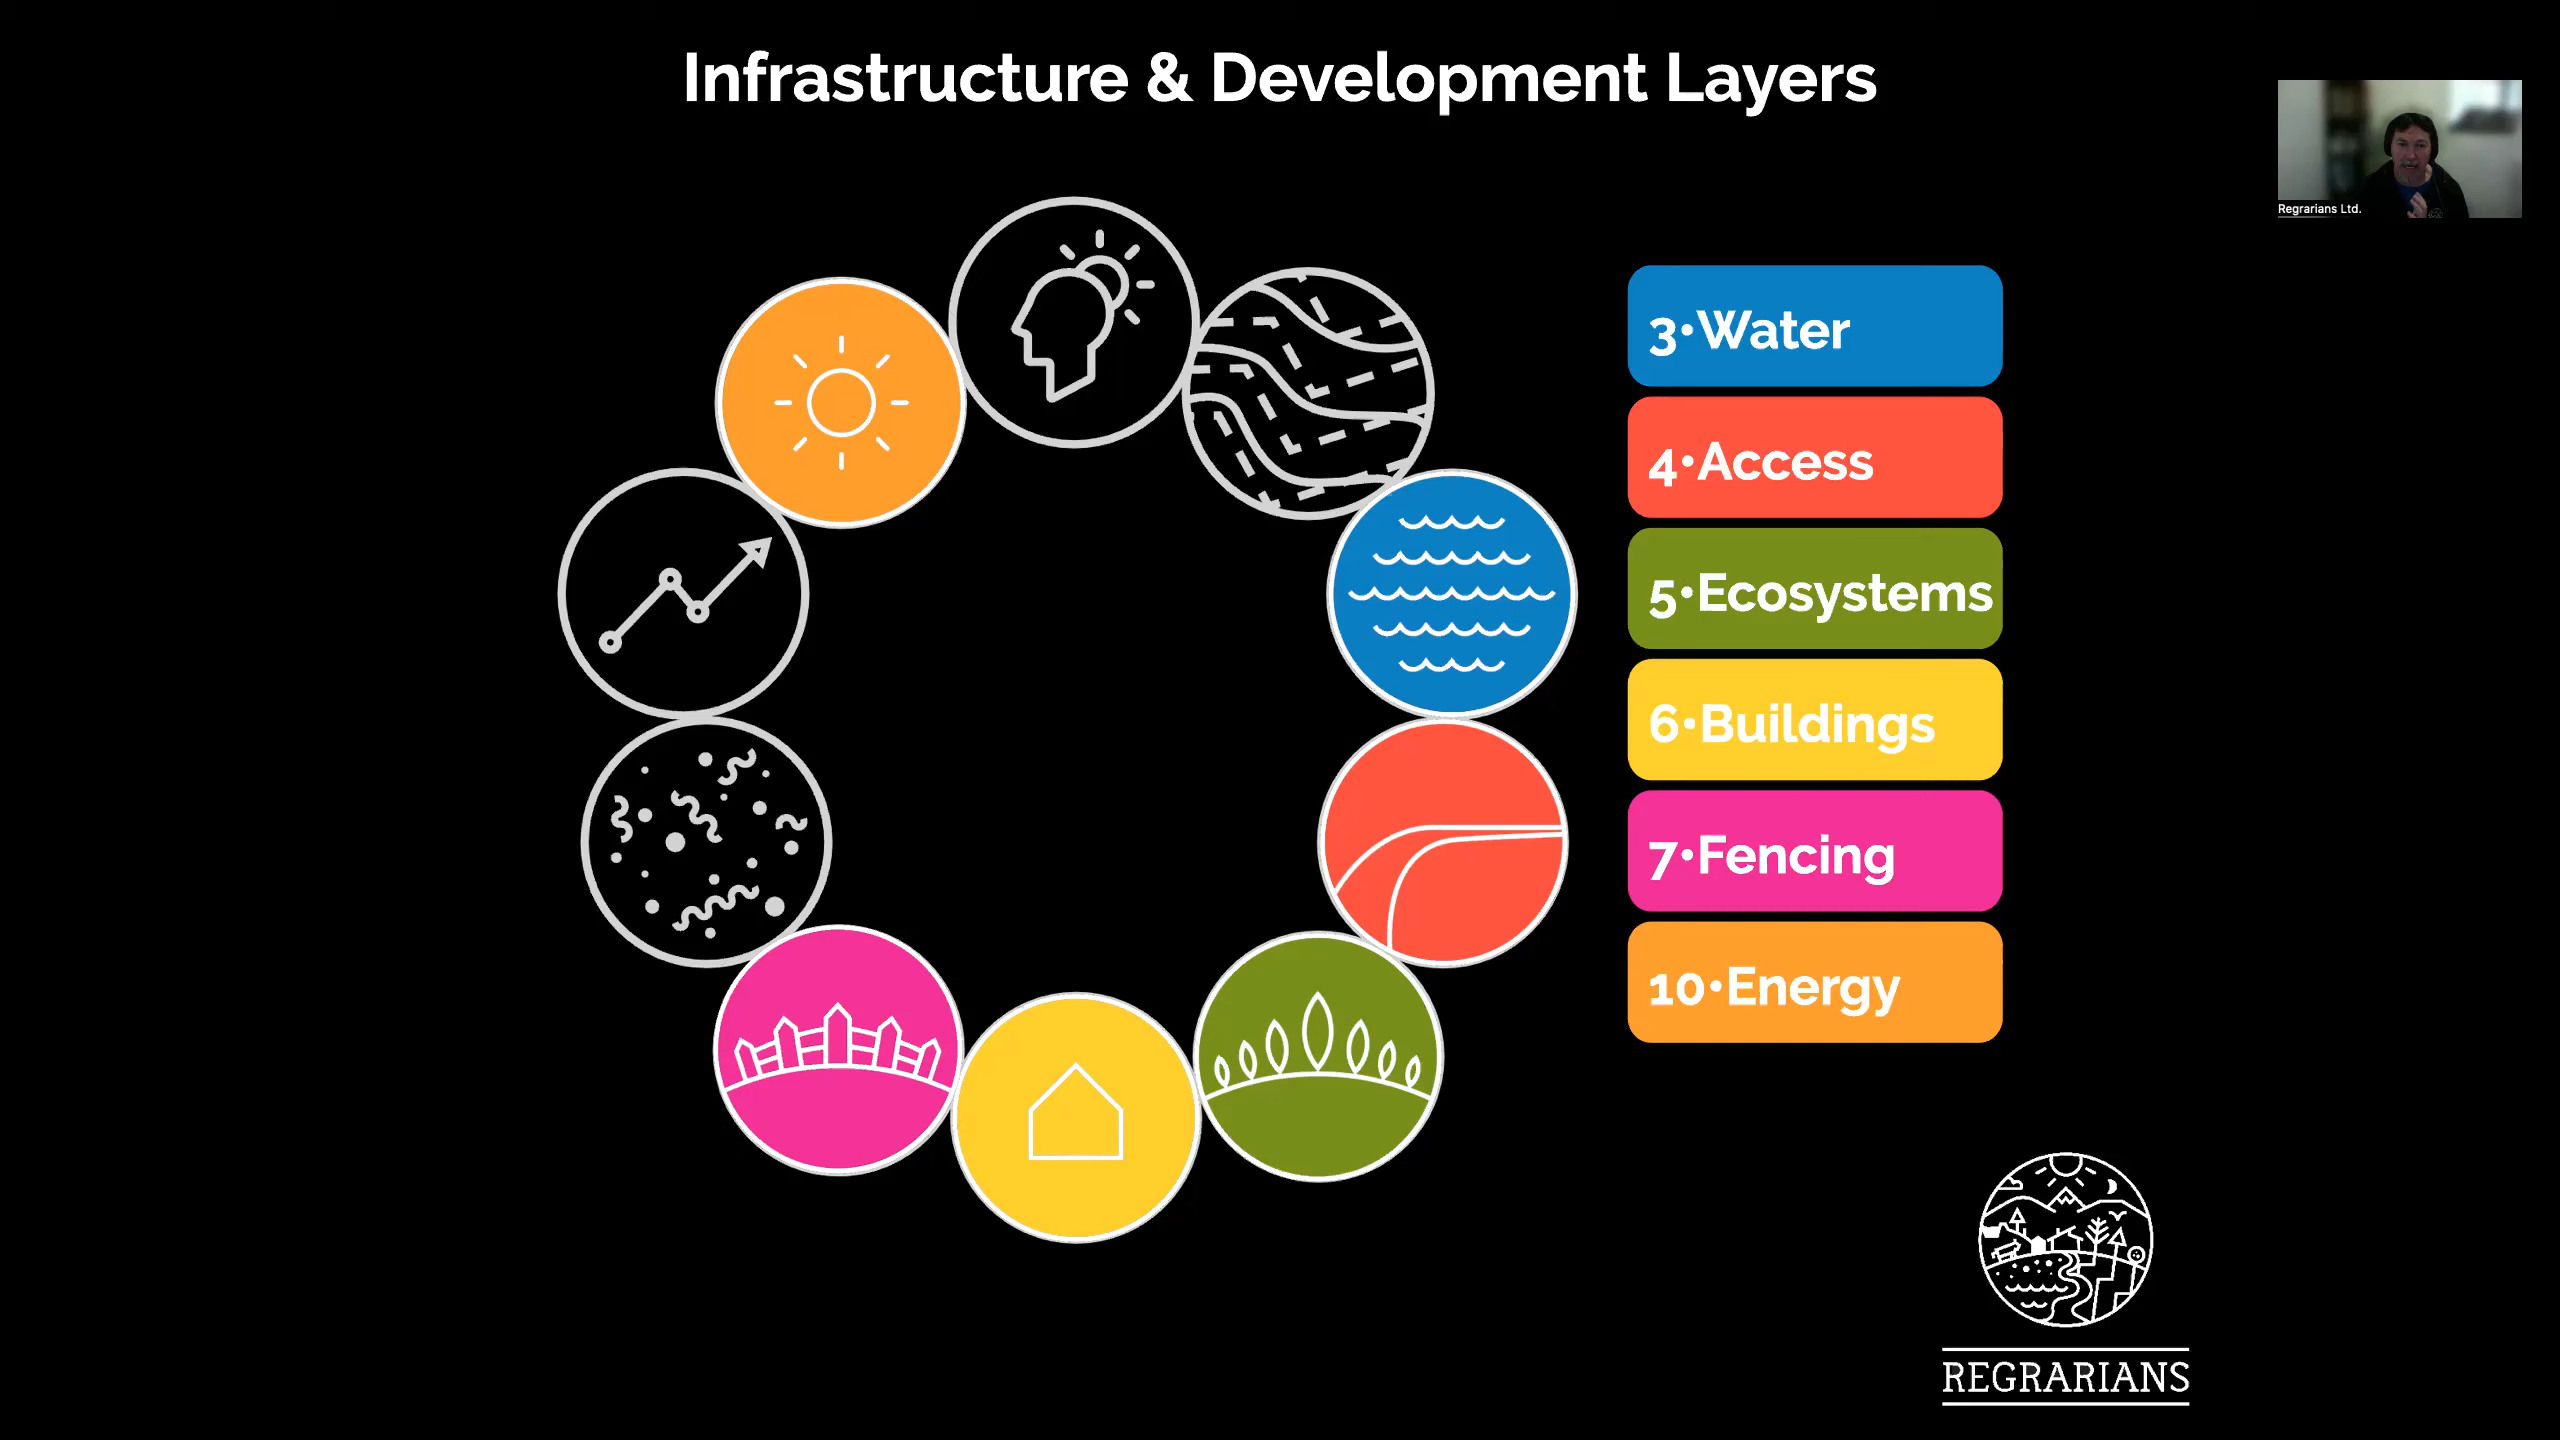 Infrastructure & Development Layers
Regrarians Ltd.
3•Water
4•Access
5•Ecosystems
6•Buildings
7•Fencing
10•Energy
REGRARIANS